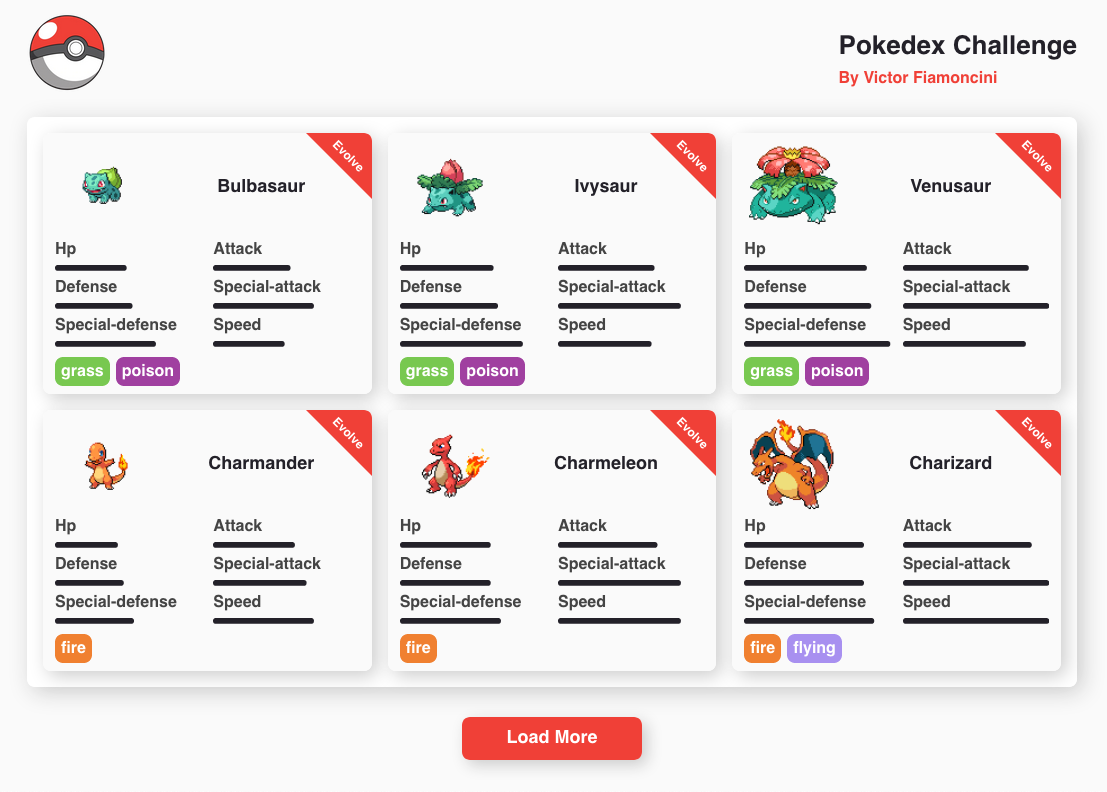 Pokedex Challenge
By Victor Fiamoncini
Evolve
Bulbasaur
Hp
Attack
Defense
Special-attack
Special-defense
Speed
grass poison
Evolve
Ivysaur
Hp
Attack
Defense
Special-attack
Special-defense
Speed
grass poison
Evolve
Venusaur
Hp
Attack
Defense
Special-attack
Special-defense
Speed
grass poison
Evolve
Charmander
Hp
Attack
Defense
Special-attack
Special-defense
Speed
fire
Evolve
Charmeleon
Hp
Attack
Defense
Special-attack
Special-defense
Speed
fire
Evolve
Charizard
Hp
Attack
Defense
Special-attack
Special-defense
Speed
fire flying
Load More